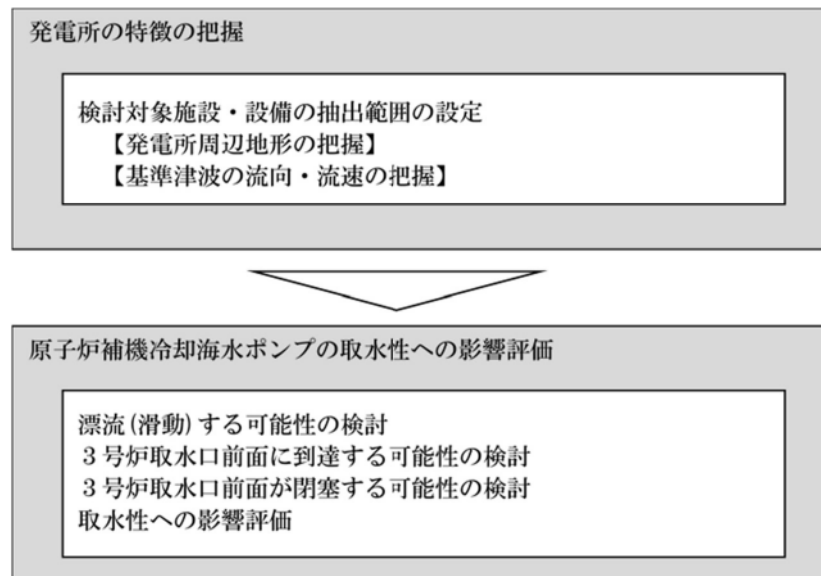 発電所の特徴の把握
検討対象施設・設備の抽出範囲の設定
【発電所周辺地形の把握】
【基準津波の流向・流速の把握】
原子炉補機冷却海水ポンプの取水性への影響評価
漂流(滑動)する可能性の検討
３号炉取水口前面に到達する可能性の検討
３号炉取水口前面が閉塞する可能性の検討
取水性への影響評価